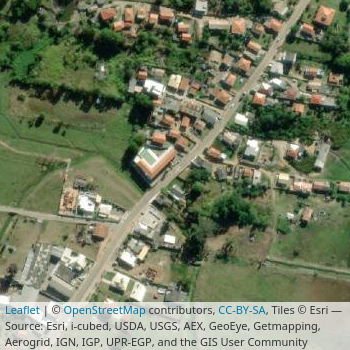 Leaflet | © OpenStreetMap contributors, CC-BY-SA, Tiles © Esri —
Source: Esri, i-cubed, USDA, USGS, AEX, GeoEye, Getmapping,
Aerogrid, IGN, IGP, UPR-EGP, and the GIS User Community